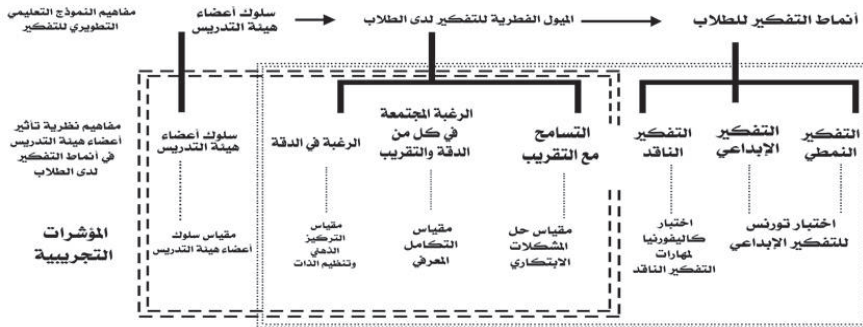 مفاهيم النموذج التعليمي
التطويري للتفكير
سلوك أعضاء
هيئة التدريس
الميول الفطرية للتفكير لدى الطلاب
أنماط التفكير للطلاب
مفاهيم نظرية تأثير
أعضاء هيئة التدريس
في أنماط التفكير
لدى الطلاب
سلوك أعضاء
هيئة التدريس
الرغبة في الدقة
الرغبة المجتمعة
في كل من
الدقة والتقريب
التسامح
مع التقريب
التفكير
الناقد
التفكير
الإبداعي
التفكير
النمطي
المؤشرات
التجريبية
مقياس سلوك
أعضاء هيئة التدريس
مقياس
التركيز
الذهني
وتنظيم الذات
مقياس
التكامل
المعرفي
مقياس حل
المشكلات
الابتكاري
اختبار
كاليفورنيا
لمهارات
التفكير الناقد
اختبار تورنس
للتفكير الإبداعي